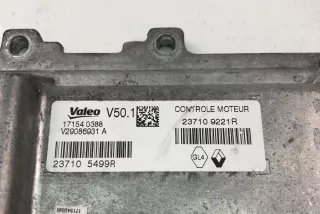 Valeo V50.1
17154 0388
V29086931 A
23710 5499R
CONTROLE MOTEUR
23710 9221R
GL4